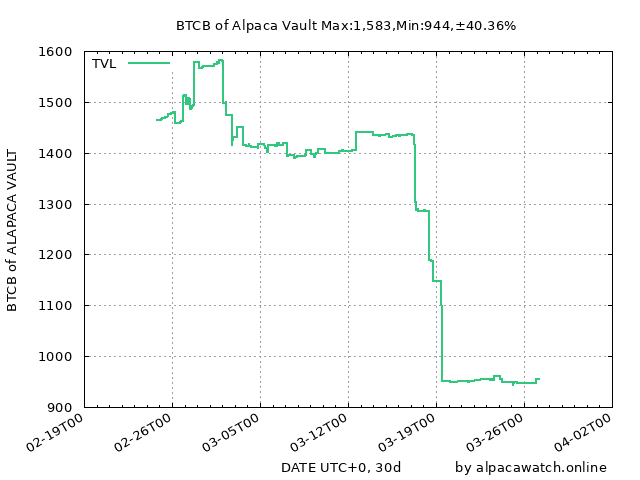 BTCB of Alpaca Vault Max:1,583,Min:944,±40.36%
TVL
BTCB of ALAPACA VAULT
1600
1500
1400
1300
1200
1100
1000
900
02-19T00
02-26T00
03-05T00
03-12T00
03-19T00
03-26T00
04-02T00
DATE UTC+0, 30d
by alpacawatch.online